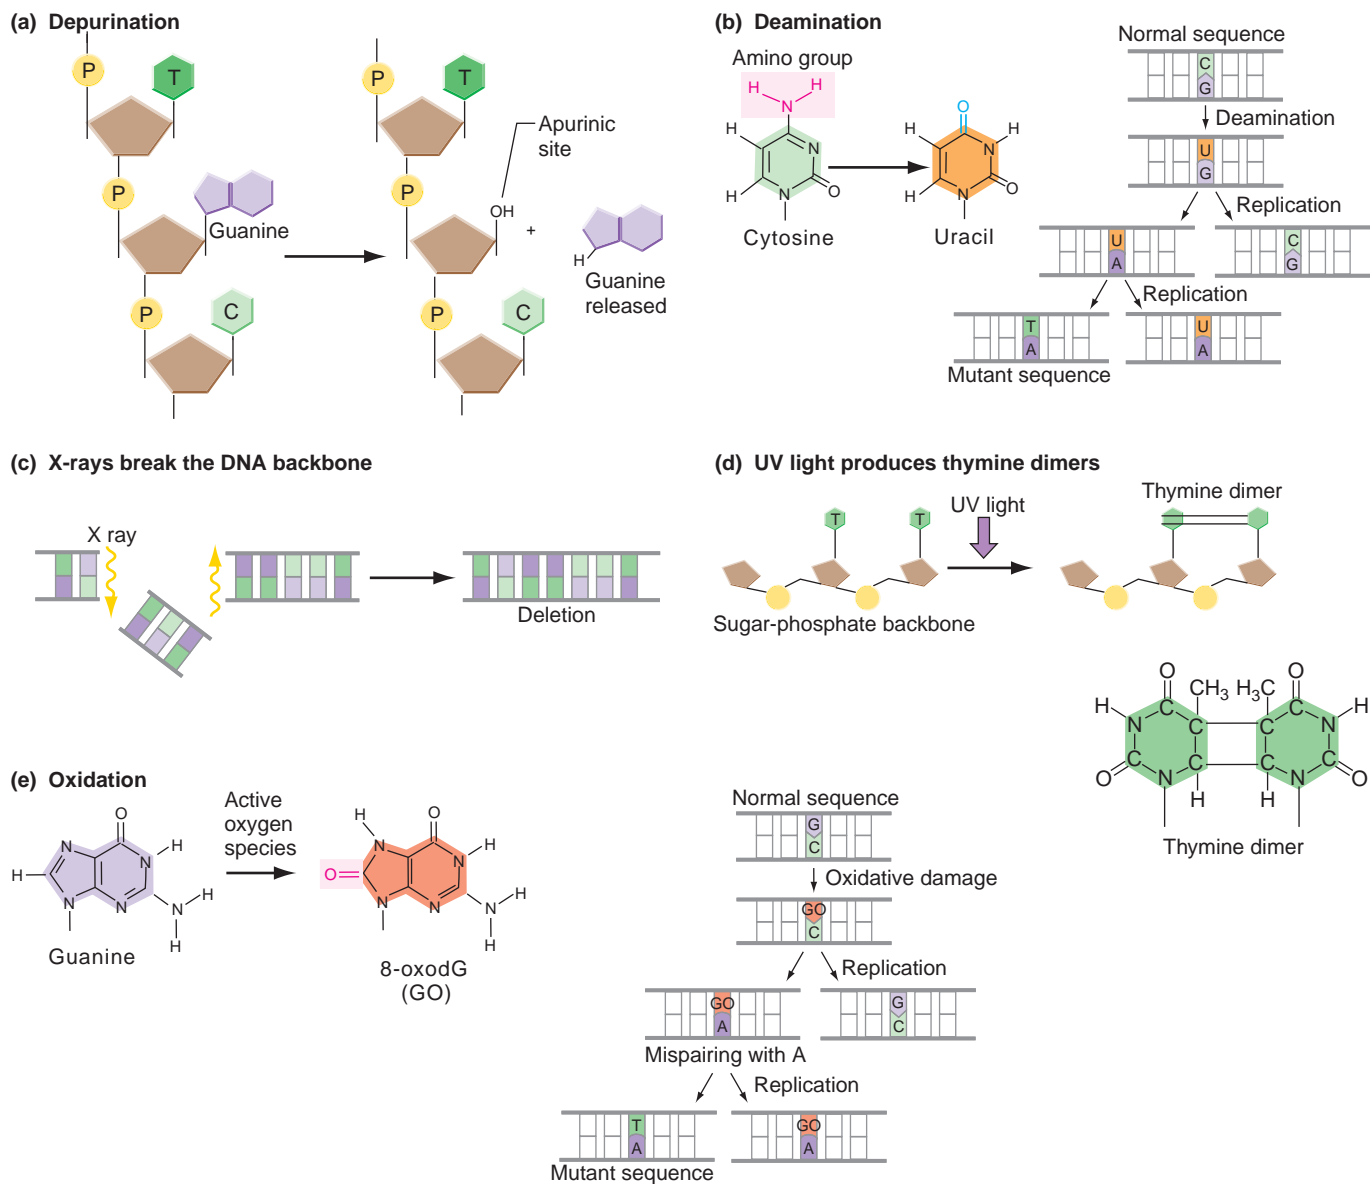 (a) Depurination
P
T
P
Guanine
P
C
P
T
Apurinic
site
P
OH
+
H
Guanine
released
P
C
(b) Deamination
Amino group
H H
N
H
N
H
N
O
Cytosine
O
H
H
N
H
N
O
Uracil
Normal sequence
C
G
Deamination
U
G
Replication
U
A
C
G
Replication
T
A
Mutant sequence
U
A
(c) X-rays break the DNA backbone
X ray
Deletion
(d) UV light produces thymine dimers
T
T
Sugar-phosphate backbone
UV light
Thymine dimer
O
CH3
H3C
O
H
N
C
C
C
C
N
H
O
C
N
C
C
N
C
O
H
H
Thymine dimer
(e) Oxidation
O
N
N
H
H
N
N
N
H
H
Guanine
Active
oxygen
species
H
O
N
N
H
O
N
N
N
H
H
8-oxodG
(GO)
Normal sequence
G
C
Oxidative damage
GO
C
Replication
GO
A
Mispairing with A
G
C
Replication
T
A
Mutant sequence
GO
A